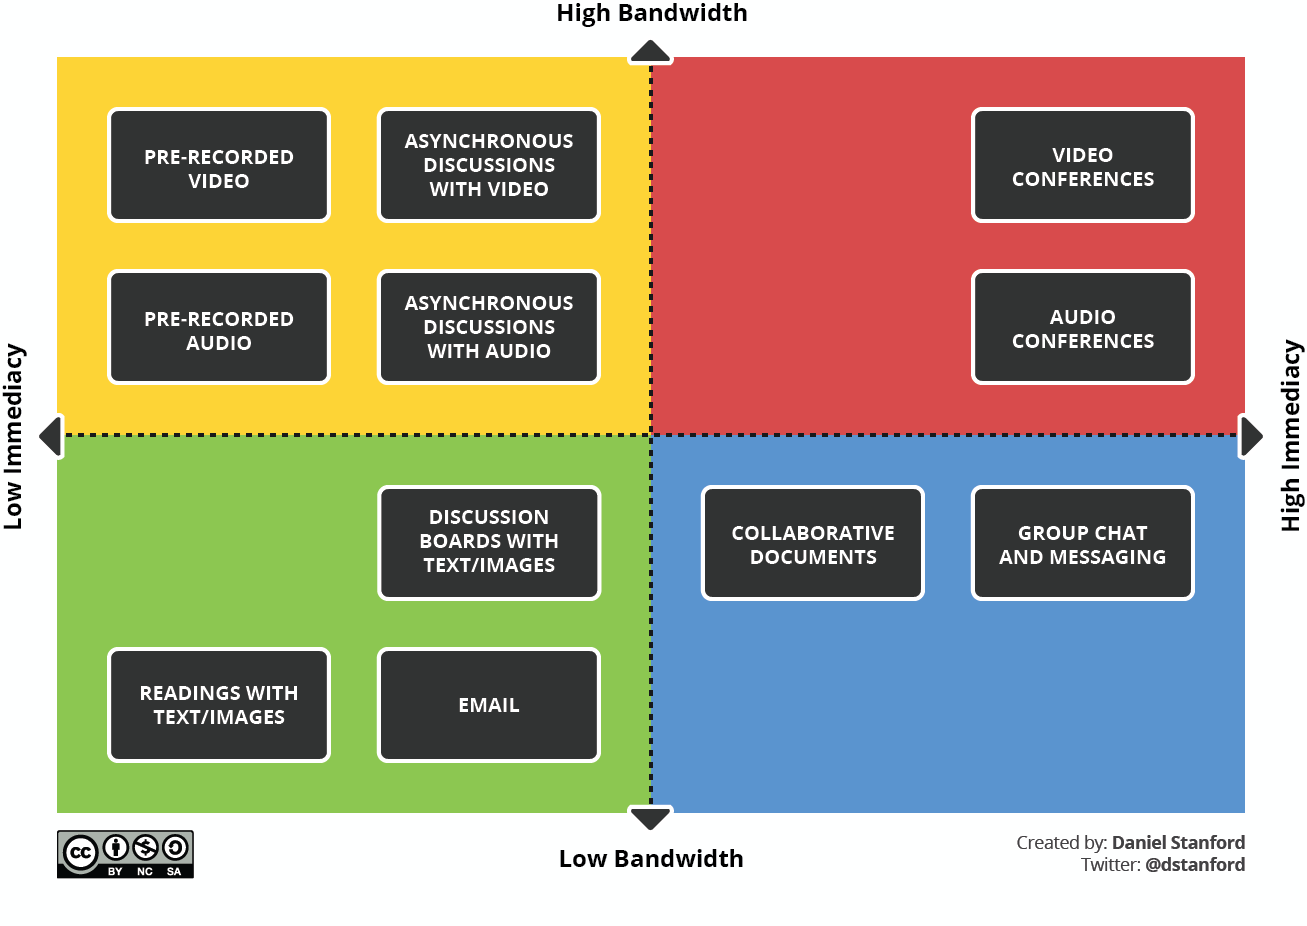 High Bandwidth
PRE-RECORDED
VIDEO
ASYNCHRONOUS
DISCUSSIONS
WITH VIDEO
VIDEO
CONFERENCES
PRE-RECORDED
AUDIO
ASYNCHRONOUS
DISCUSSIONS
WITH AUDIO
AUDIO
CONFERENCES
Low Immediacy
High Immediacy
DISCUSSION
BOARDS WITH
TEXT/IMAGES
COLLABORATIVE
DOCUMENTS
GROUP CHAT
AND MESSAGING
READINGS WITH
TEXT/IMAGES
EMAIL
Low Bandwidth
cc
BY NC SA
Created by: Daniel Stanford
Twitter: @dstanford